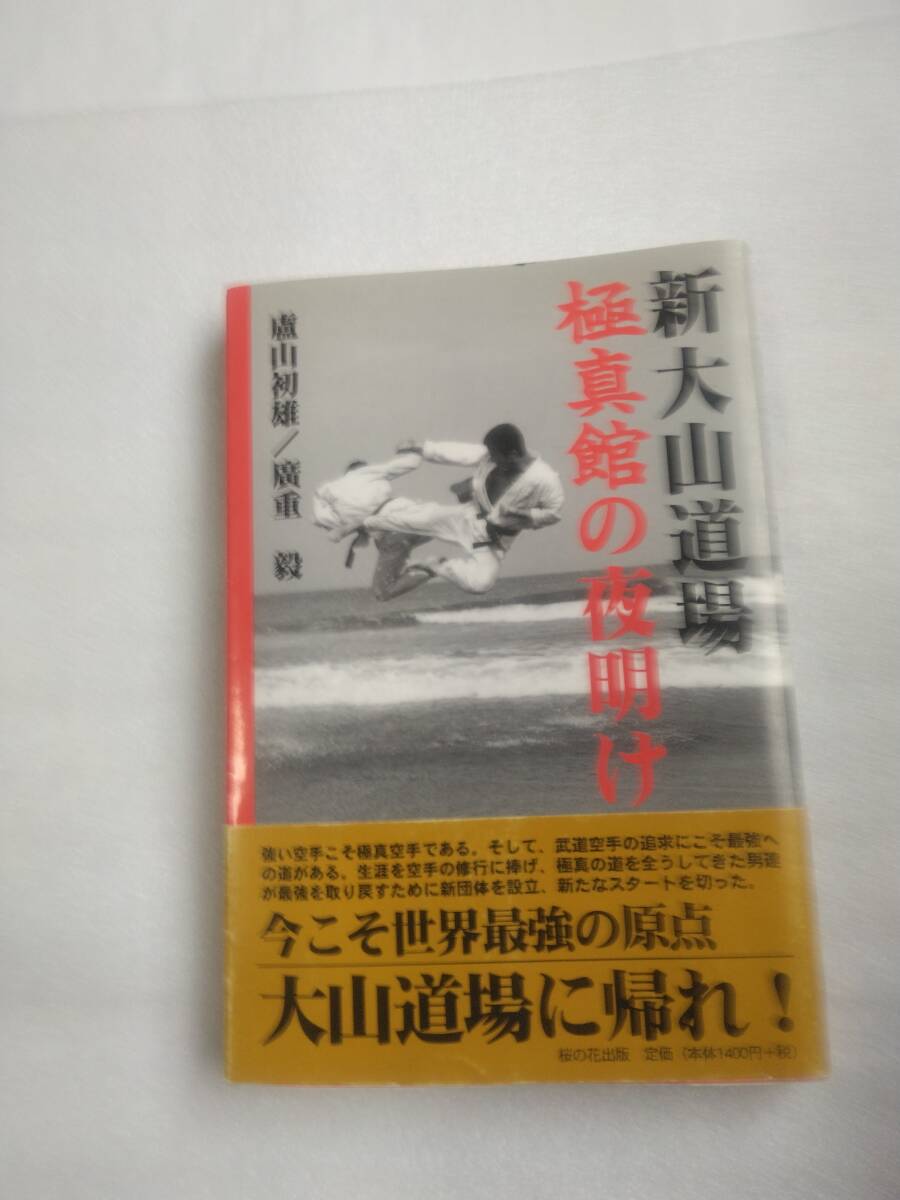 新大山道場
極真館の夜明け
盧山初雄／廣重 毅
強い空手こそ極真空手である。そして、武道空手の追求にこそ最強へ
の道がある。生涯を空手の修行に捧げ、極真の道を全うしてきた男達
が最強を取り戻すために新団体を設立、新たなスタートを切った。
今こそ世界最強の原点
大山道場に帰れ！
桜の花出版 定価（本体1400円＋税）